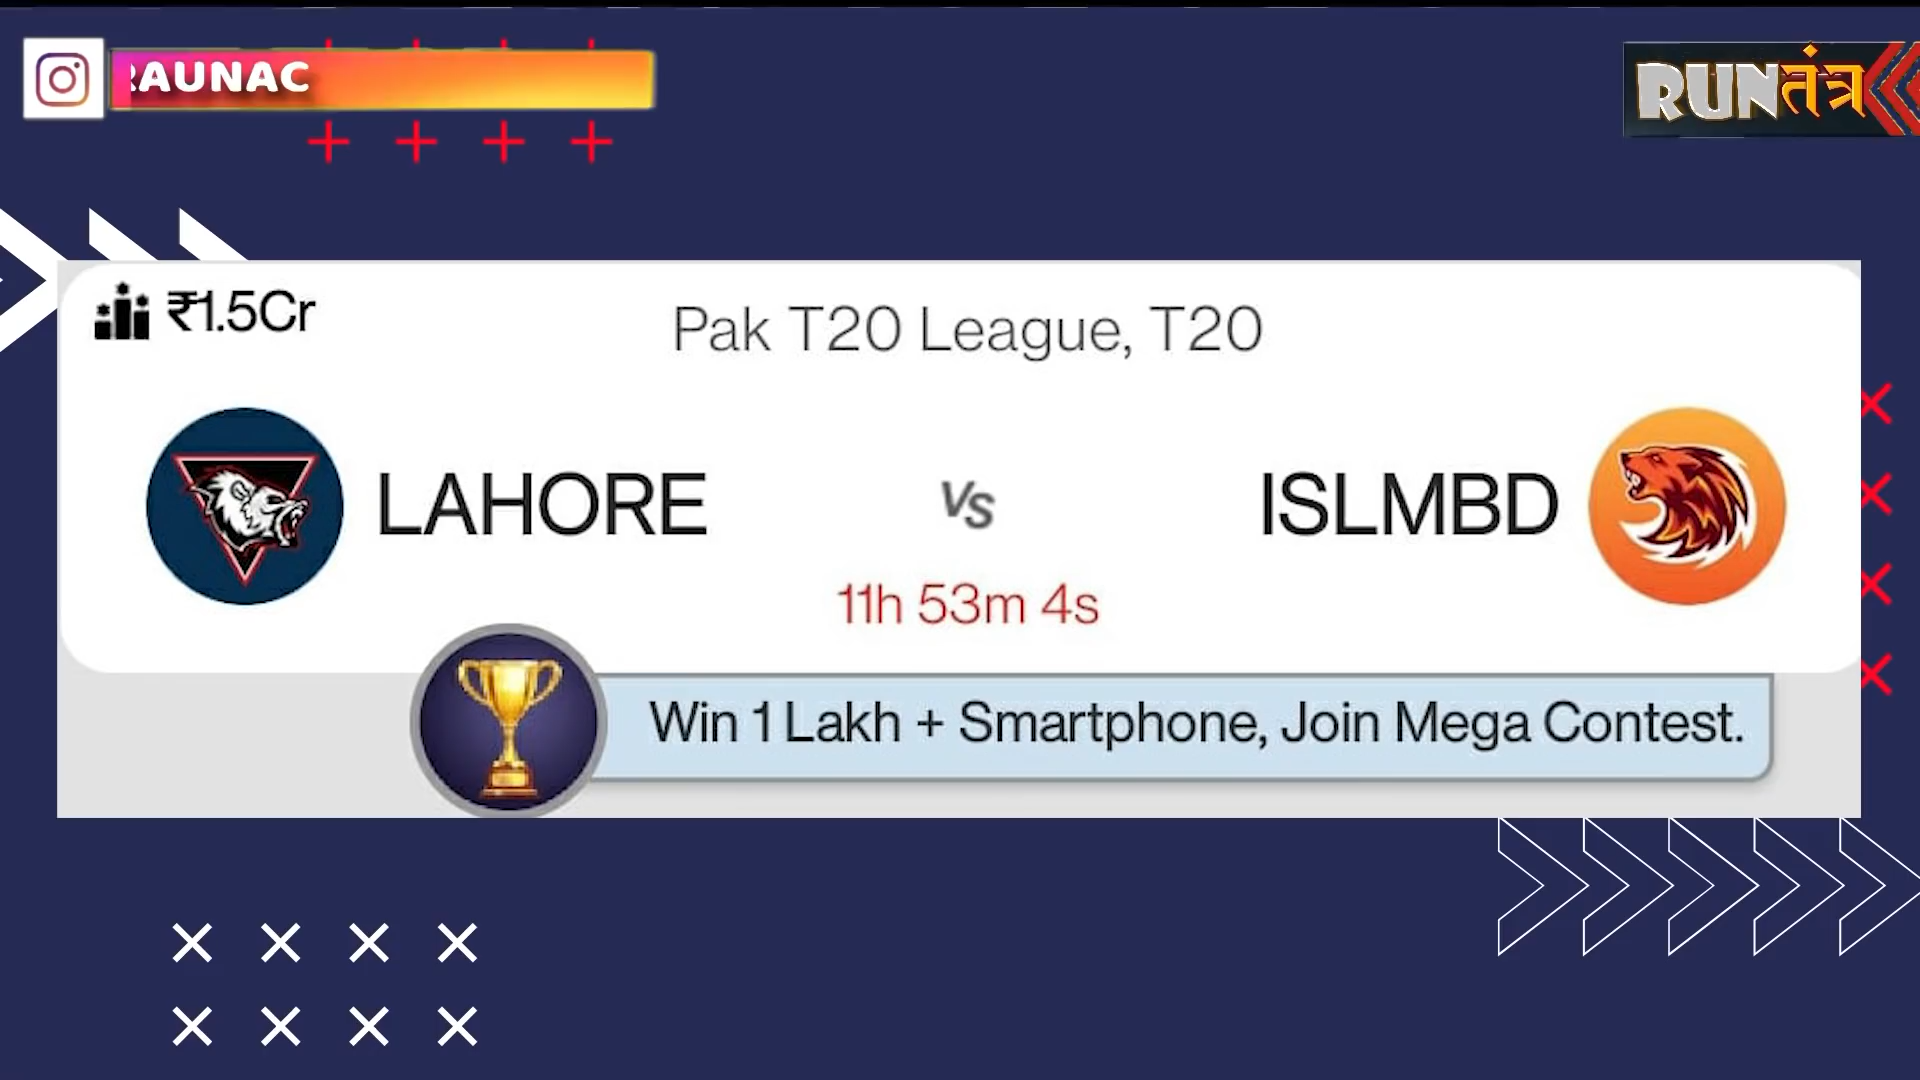 RAUNAC
RUNतंत्र
₹1.5Cr
Pak T20 League, T20
LAHORE
Vs
ISLMBD
11h 53m 4s
Win 1 Lakh + Smartphone, Join Mega Contest.